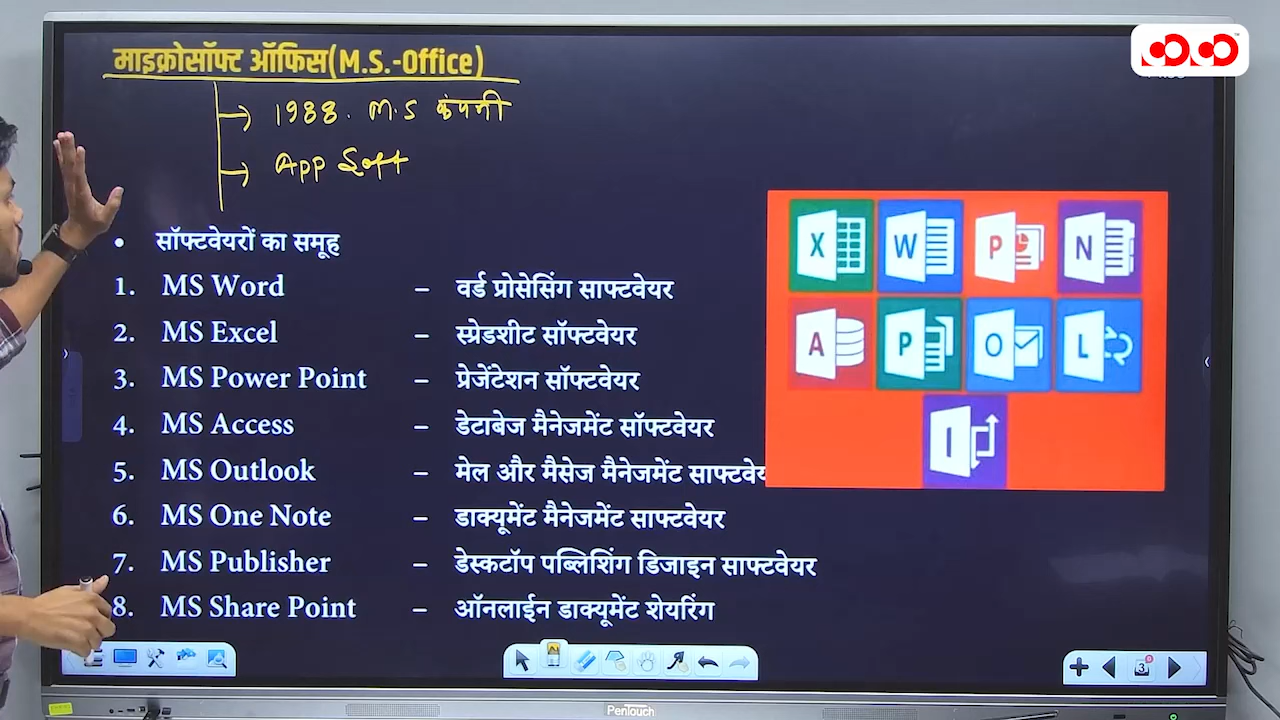 माइक्रोसॉफ्ट ऑफिस(M.S.-Office)
→ 1988. M.S कंपनी
→ App Soft
• सॉफ्टवेयरों का समूह
1. MS Word – वर्ड प्रोसेसिंग साफ्टवेयर
2. MS Excel – स्प्रेडशीट सॉफ्टवेयर
3. MS Power Point – प्रेजेंटेशन सॉफ्टवेयर
4. MS Access – डेटाबेज मैनेजमेंट सॉफ्टवेयर
5. MS Outlook – मेल और मैसेज मैनेजमेंट साफ्टवेय
6. MS One Note – डाक्यूमेंट मैनेजमेंट साफ्टवेयर
7. MS Publisher – डेस्कटॉप पब्लिशिंग डिजाइन साफ्टवेयर
8. MS Share Point – ऑनलाईन डाक्यूमेंट शेयरिंग
X W P N
A P O L
I
3
PenTouch